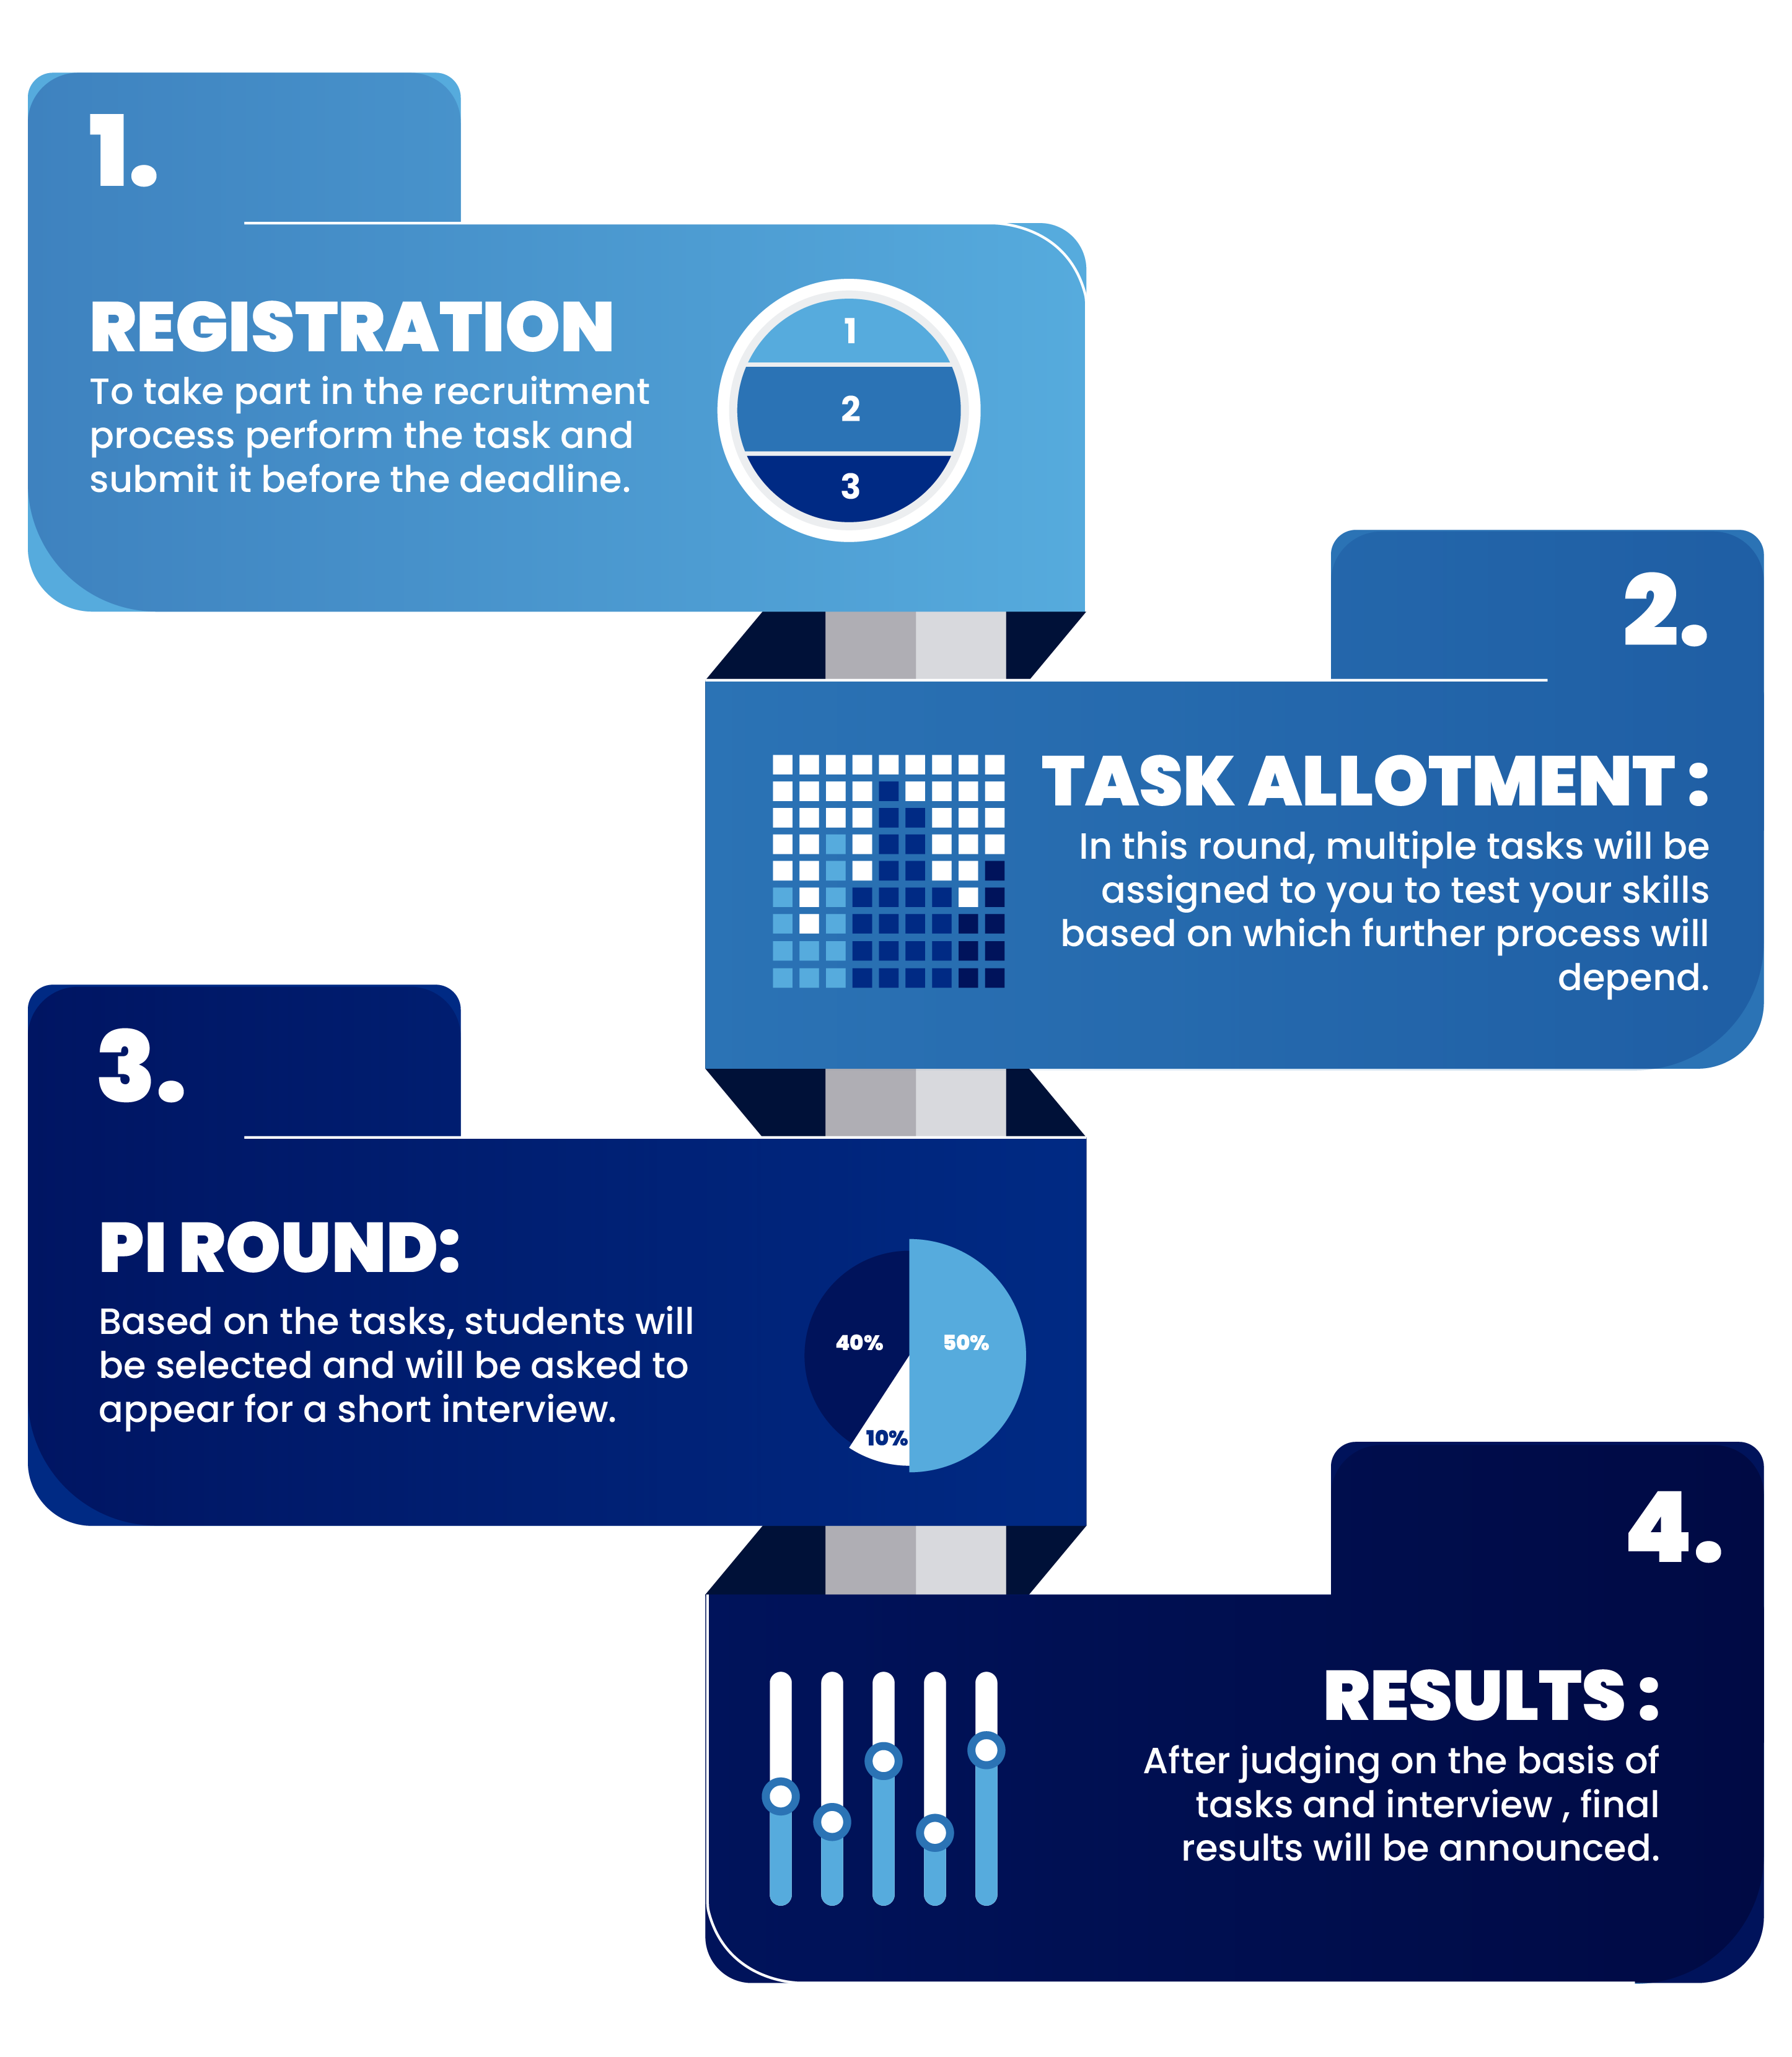 1.
REGISTRATION
To take part in the recruitment
process perform the task and
submit it before the deadline.
1
2
3
2.
TASK ALLOTMENT :
In this round, multiple tasks will be
assigned to you to test your skills
based on which further process will
depend.
3.
PI ROUND:
Based on the tasks, students will
be selected and will be asked to
appear for a short interview.
40%
50%
10%
4.
RESULTS :
After judging on the basis of
tasks and interview , final
results will be announced.